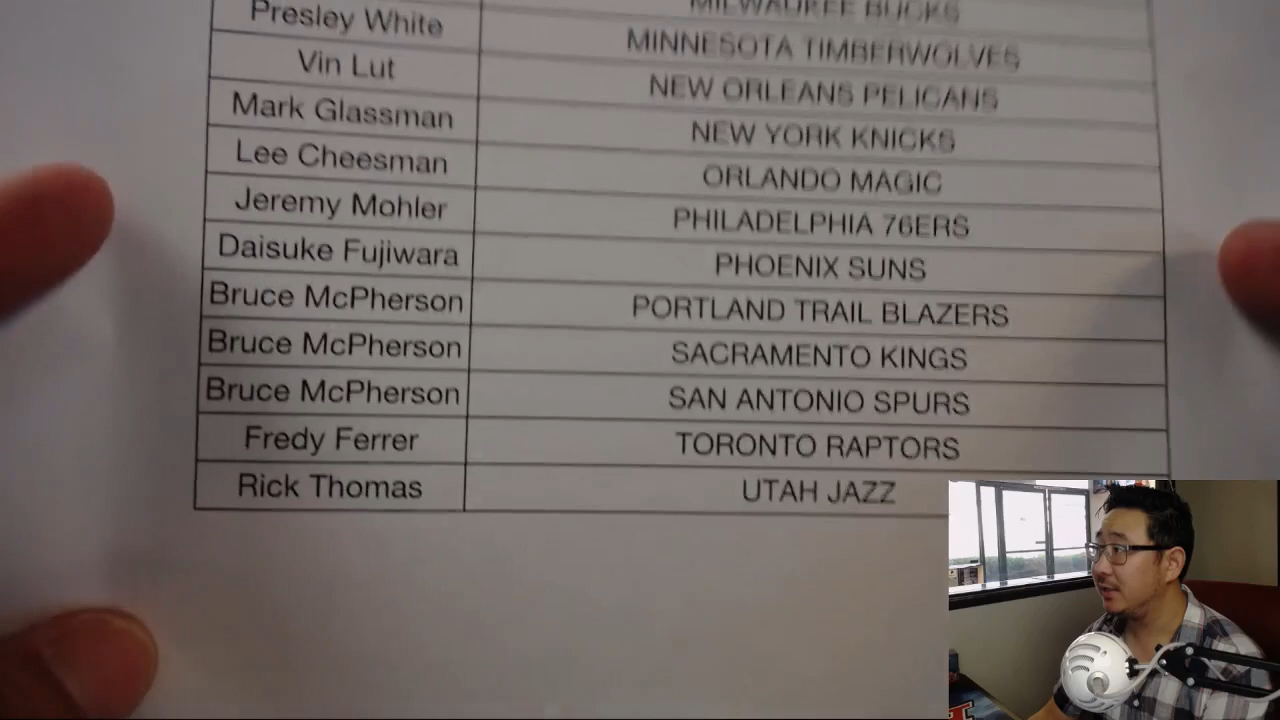 MILWAUKEE BUCKS
Presley White MINNESOTA TIMBERWOLVES
Vin Lut NEW ORLEANS PELICANS
Mark Glassman NEW YORK KNICKS
Lee Cheesman ORLANDO MAGIC
Jeremy Mohler PHILADELPHIA 76ERS
Daisuke Fujiwara PHOENIX SUNS
Bruce McPherson PORTLAND TRAIL BLAZERS
Bruce McPherson SACRAMENTO KINGS
Bruce McPherson SAN ANTONIO SPURS
Fredy Ferrer TORONTO RAPTORS
Rick Thomas UTAH JAZZ